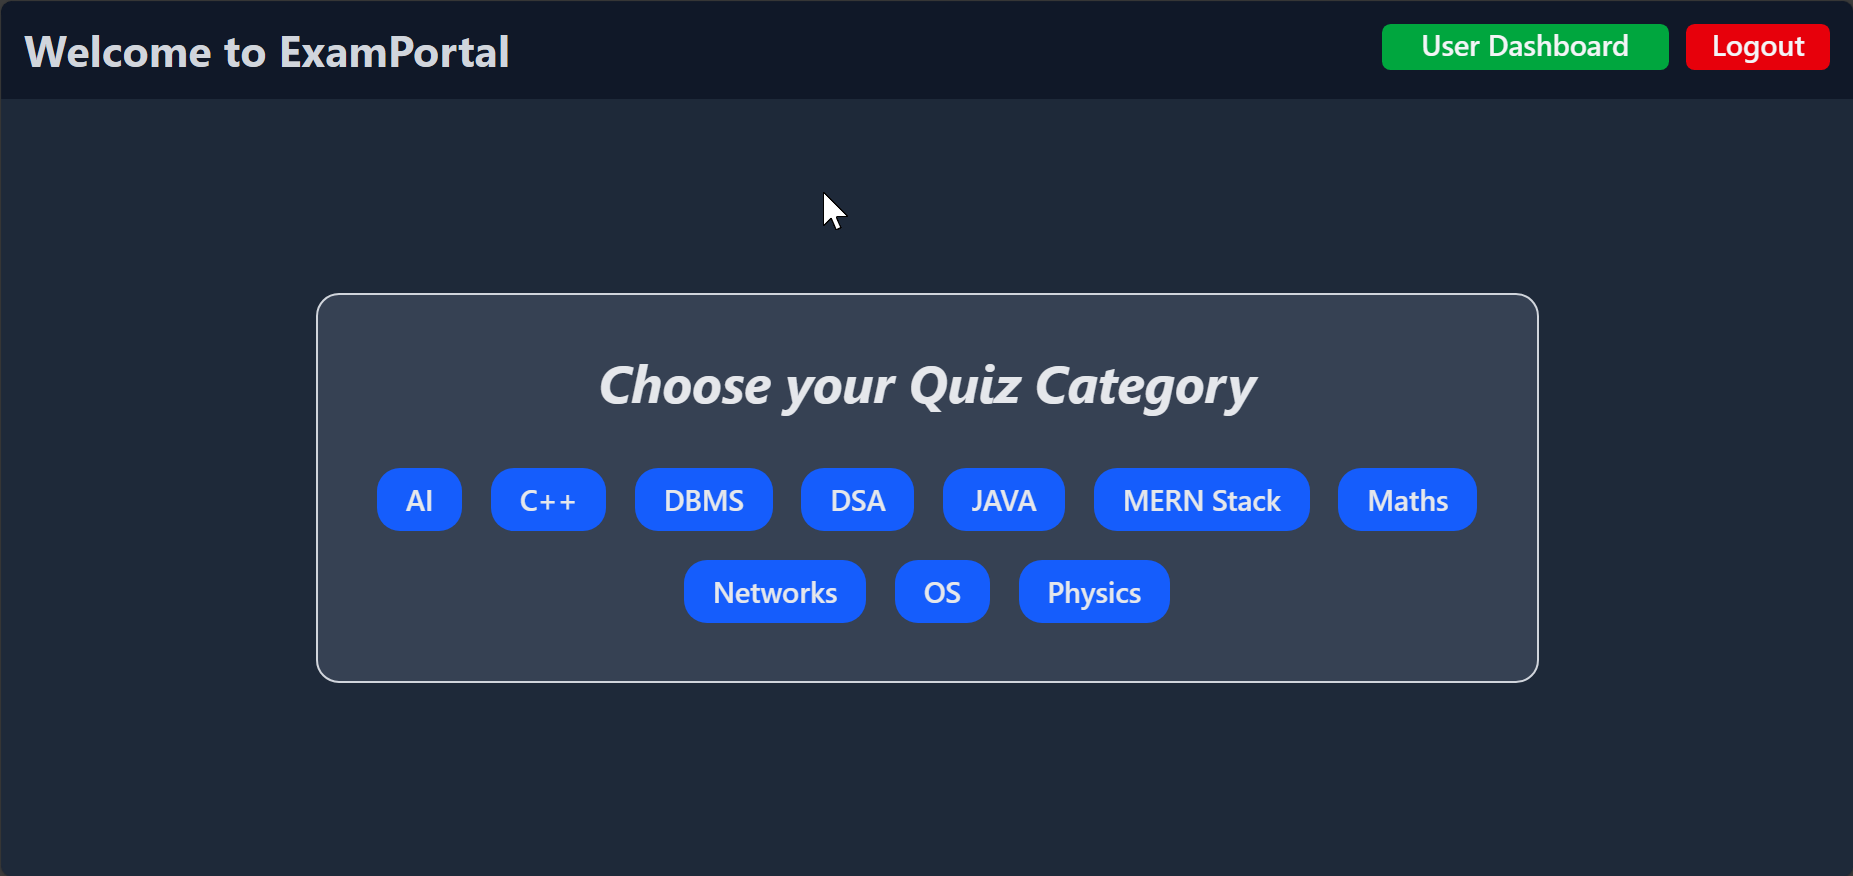 Welcome to ExamPortal
User Dashboard
Logout
Choose your Quiz Category
AI C++ DBMS DSA JAVA MERN Stack Maths
Networks OS Physics